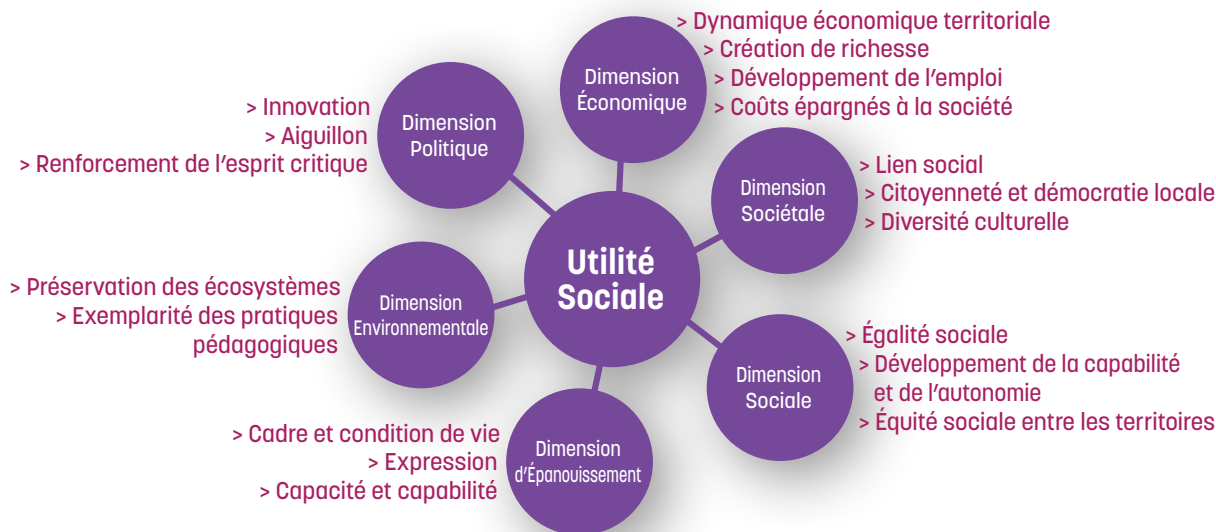 Utilité
Sociale
Dimension
Économique
> Dynamique économique territoriale
> Création de richesse
> Développement de l'emploi
> Coûts épargnés à la société
Dimension
Sociétale
> Lien social
> Citoyenneté et démocratie locale
> Diversité culturelle
Dimension
Sociale
> Égalité sociale
> Développement de la capabilité
et de l'autonomie
> Équité sociale entre les territoires
Dimension
d'Épanouissement
> Cadre et condition de vie
> Expression
> Capacité et capabilité
Dimension
Environnementale
> Préservation des écosystèmes
> Exemplarité des pratiques
pédagogiques
Dimension
Politique
> Innovation
> Aiguillon
> Renforcement de l'esprit critique